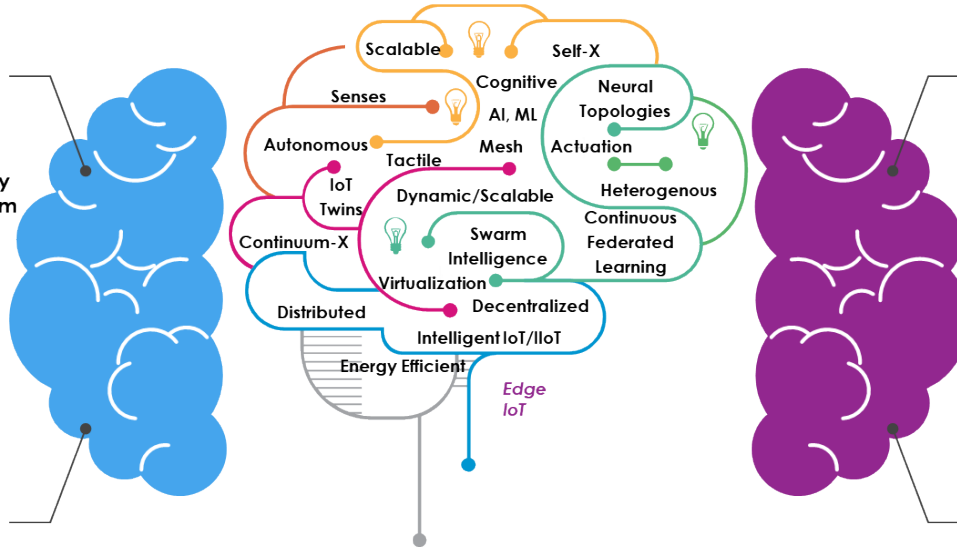 Scalable
Self-X
Cognitive
Neural
Topologies
Senses
AI, ML
Autonomous
Mesh
Actuation
Tactile
IoT
Twins
Dynamic/Scalable
Heterogenous
Continuum-X
Swarm
Intelligence
Continuous
Federated
Learning
Virtualization
Distributed
Decentralized
Intelligent IoT/IIoT
Energy Efficient
Edge
IoT